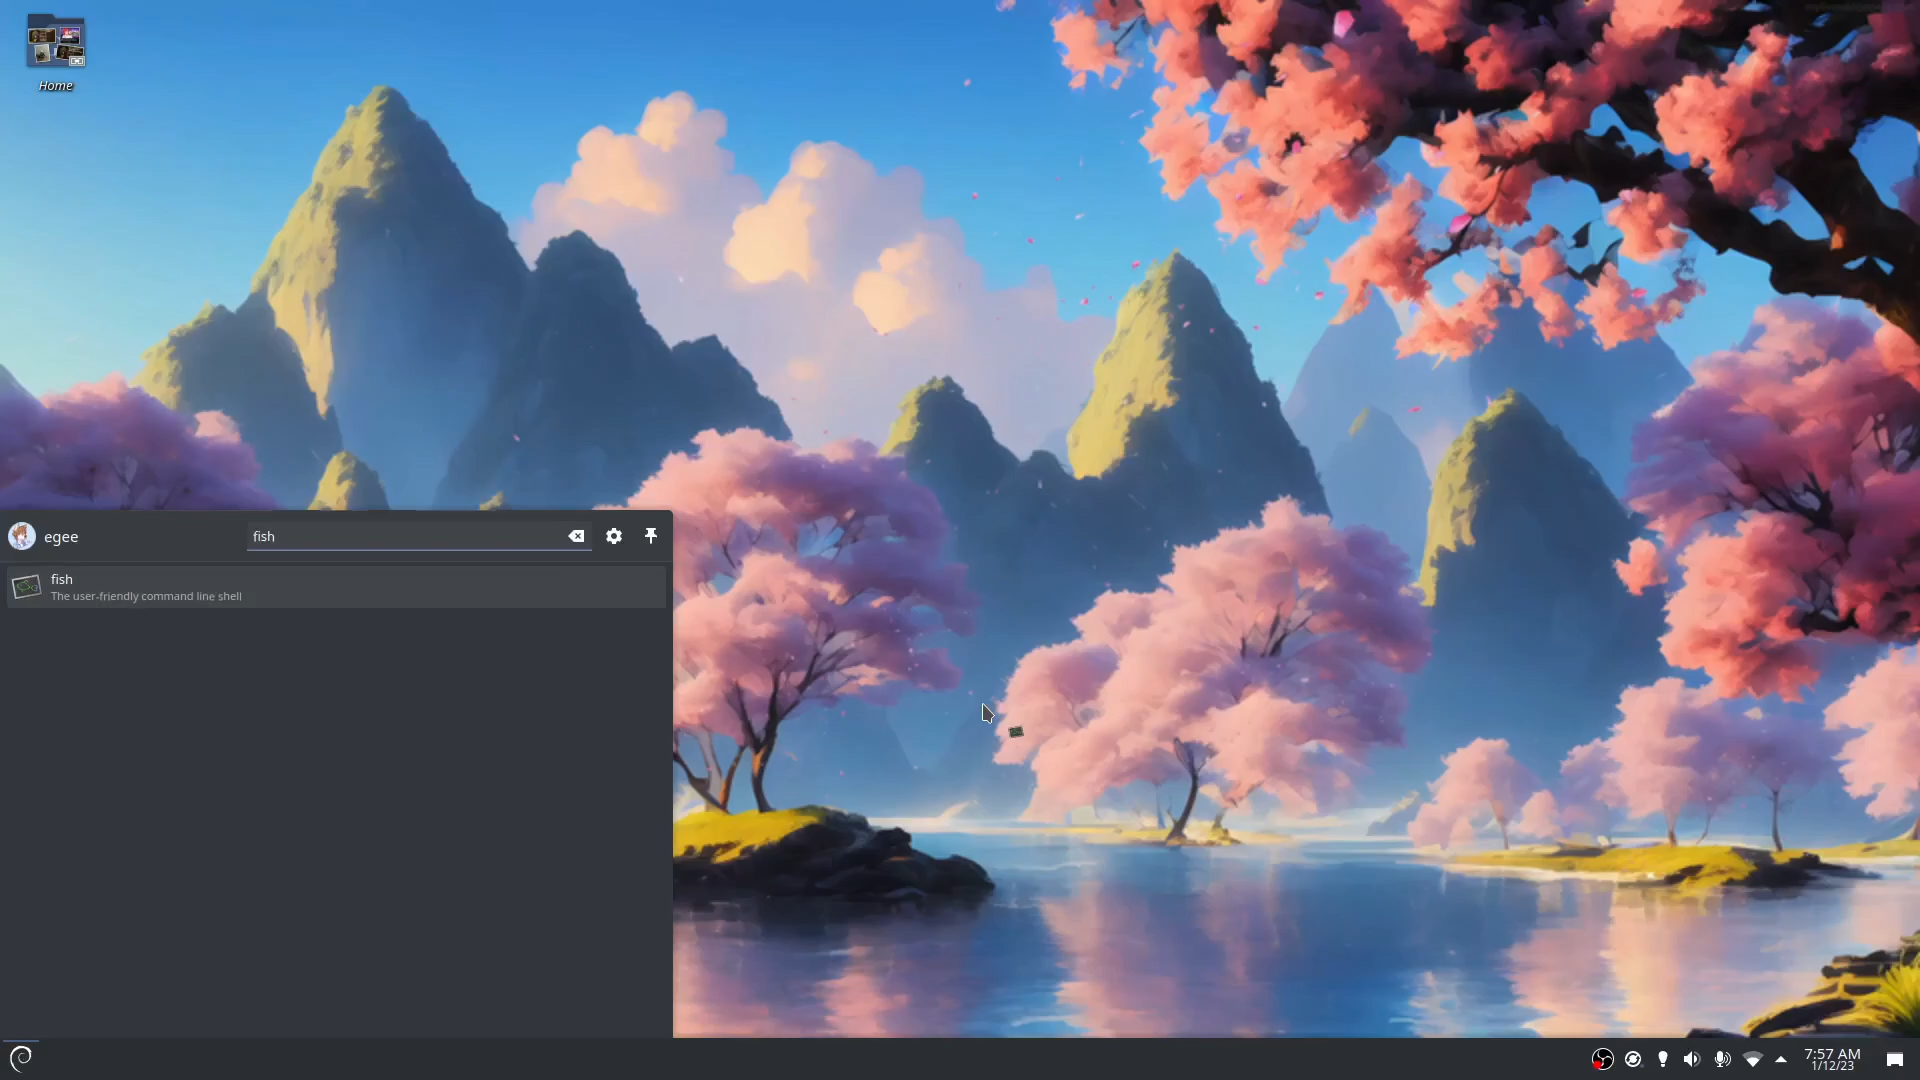 Home
egee
fish
fish
The user-friendly command line shell
7:57 AM
1/12/23